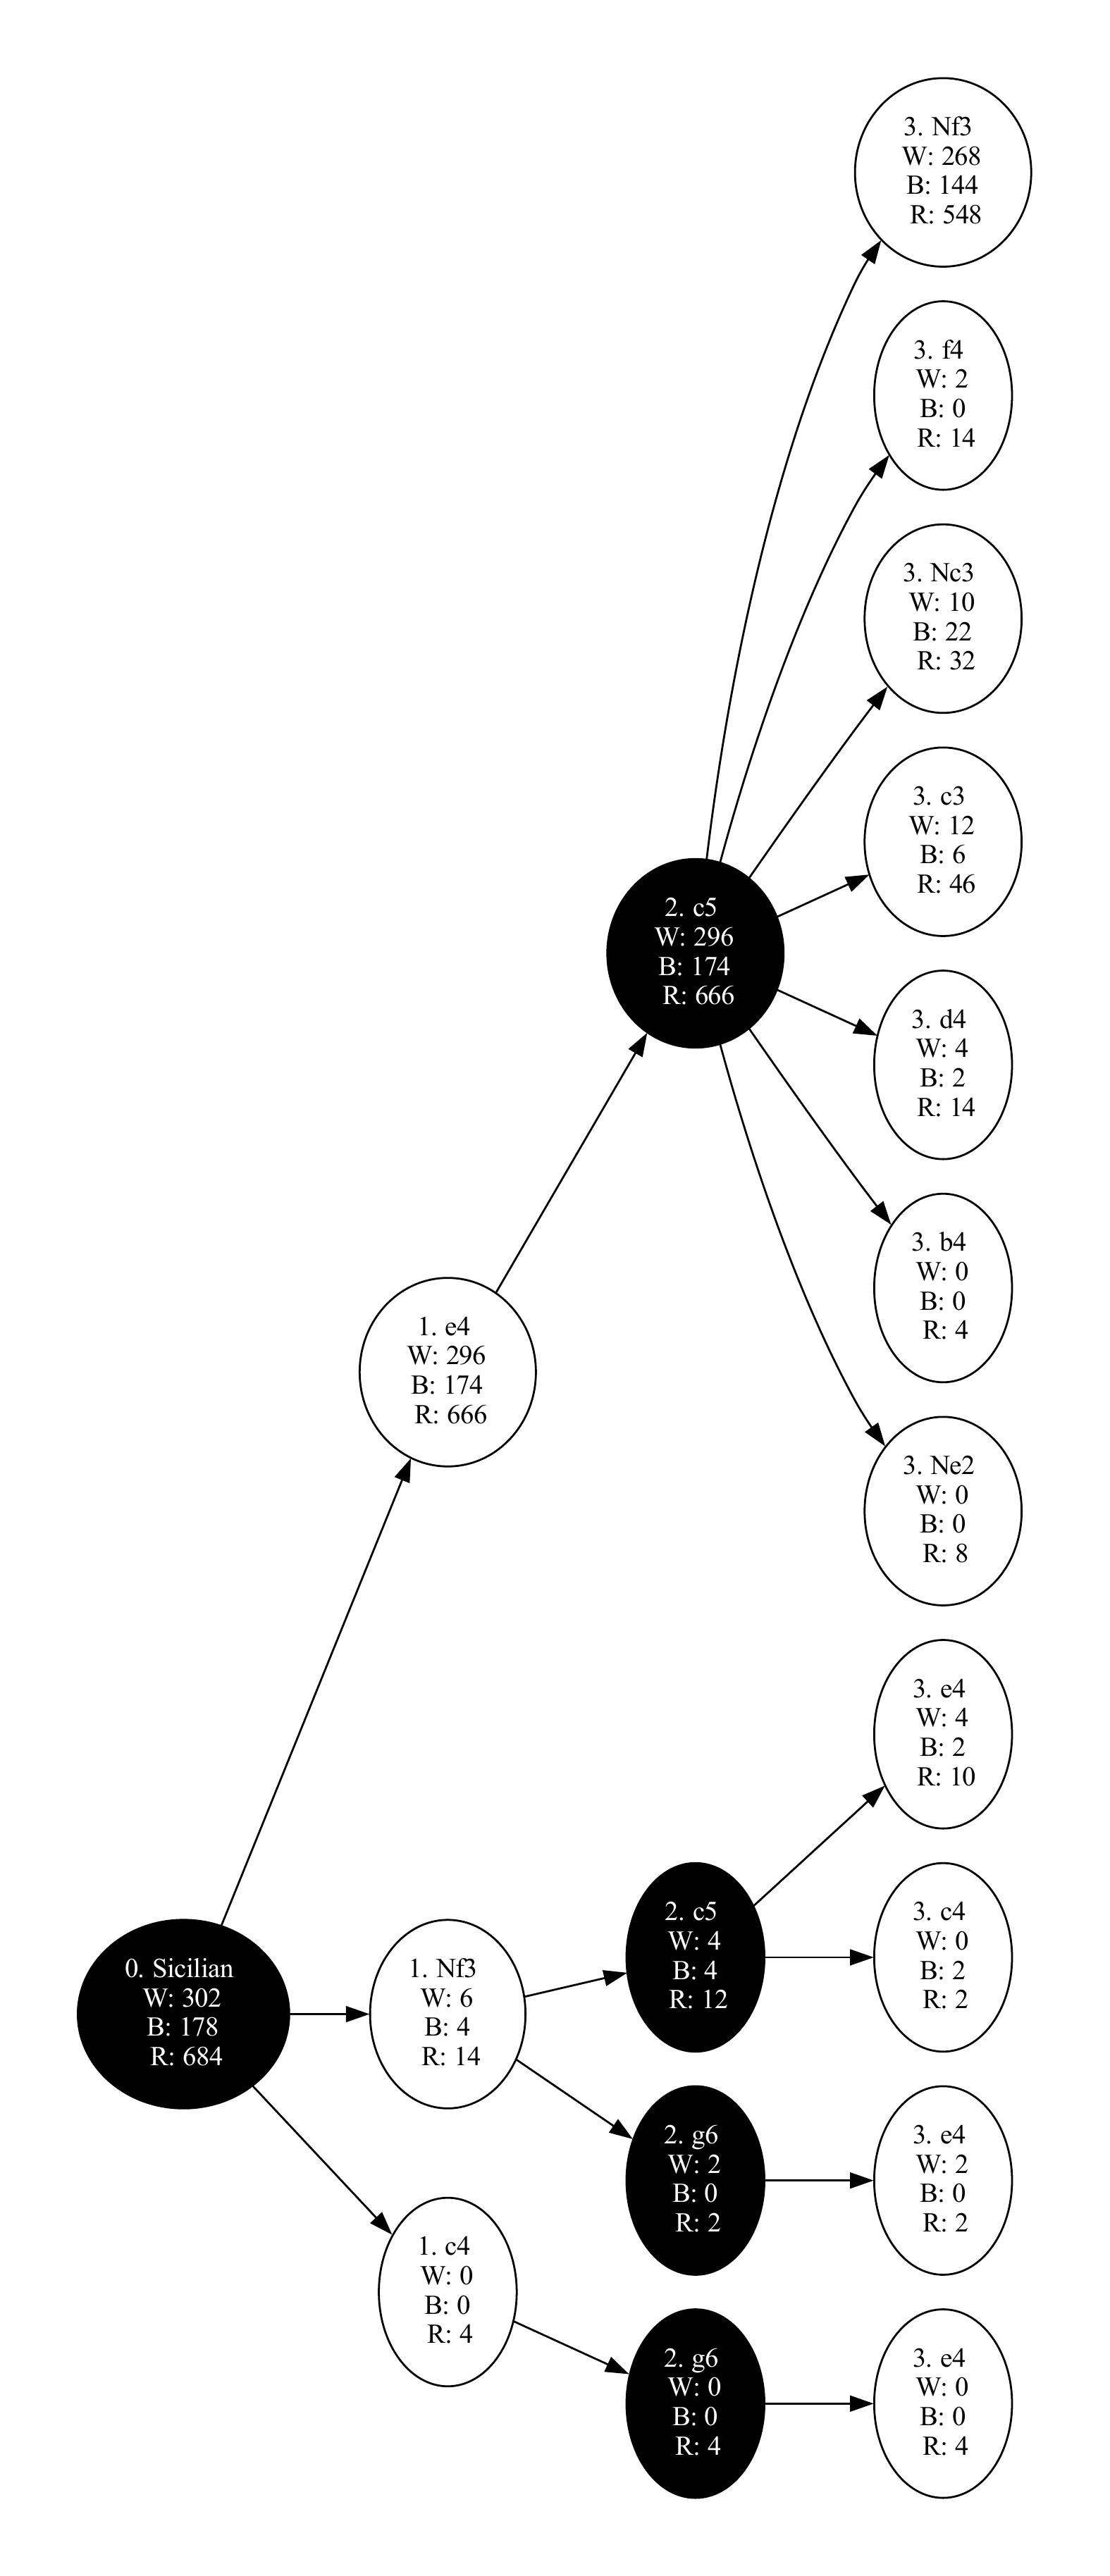 3. Nf3
W: 268
B: 144
R: 548
3. f4
W: 2
B: 0
R: 14
3. Nc3
W: 10
B: 22
R: 32
3. c3
W: 12
B: 6
R: 46
2. c5
W: 296
B: 174
R: 666
3. d4
W: 4
B: 2
R: 14
3. b4
W: 0
B: 0
R: 4
1. e4
W: 296
B: 174
R: 666
3. Ne2
W: 0
B: 0
R: 8
3. e4
W: 4
B: 2
R: 10
2. c5
W: 4
B: 4
R: 12
3. c4
W: 0
B: 2
R: 2
0. Sicilian
W: 302
B: 178
R: 684
1. Nf3
W: 6
B: 4
R: 14
2. g6
W: 2
B: 0
R: 2
3. e4
W: 2
B: 0
R: 2
1. c4
W: 0
B: 0
R: 4
2. g6
W: 0
B: 0
R: 4
3. e4
W: 0
B: 0
R: 4